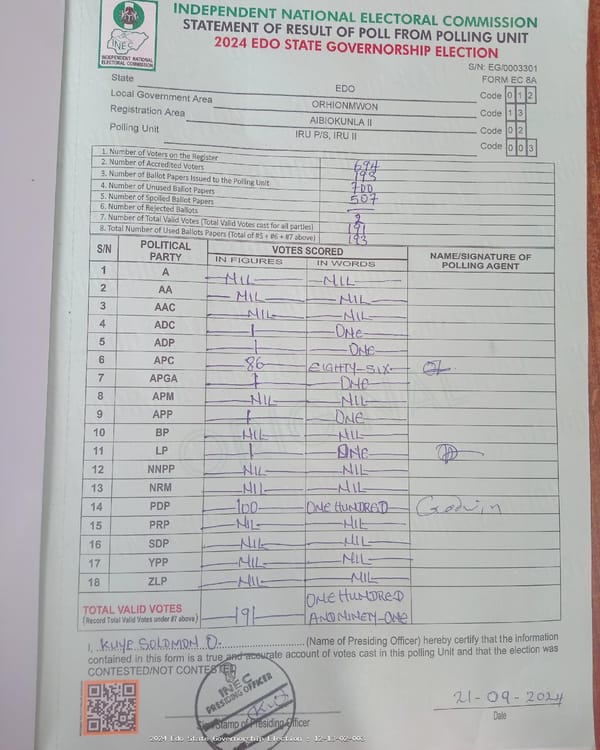 INDEPENDENT NATIONAL ELECTORAL COMMISSION
STATEMENT OF RESULT OF POLL FROM POLLING UNIT
2024 EDO STATE GOVERNORSHIP ELECTION
INEC
INDEPENDENT NATIONAL ELECTORAL COMMISSION
S/N: EG/0003301
FORM EC 8A
State EDO Code 0 1 2
Local Government Area ORHIONMWON Code 1 3
Registration Area AIBIOKUNLA II Code 0 2
Polling Unit IRU P/S, IRU II Code 0 0 3
1. Number of Voters on the Register 694
2. Number of Accredited Voters 193
3. Number of Ballot Papers Issued to the Polling Unit 700
4. Number of Unused Ballot Papers 507
5. Number of Spoiled Ballot Papers —
6. Number of Rejected Ballots 2
7. Number of Total Valid Votes (Total Valid Votes cast for all parties) 191
8. Total Number of Used Ballots Papers (Total of #5 + #6 + #7 above) 193
S/N POLITICAL PARTY VOTES SCORED NAME/SIGNATURE OF POLLING AGENT
IN FIGURES IN WORDS
1 A NIL NIL
2 AA NIL NIL
3 AAC NIL NIL
4 ADC 1 ONE
5 ADP 1 ONE
6 APC 86 EIGHTY-SIX
7 APGA 1 ONE
8 APM NIL NIL
9 APP 1 ONE
10 BP NIL NIL
11 LP 1 ONE
12 NNPP NIL NIL
13 NRM NIL NIL
14 PDP 100 ONE HUNDRED Godwin
15 PRP NIL NIL
16 SDP NIL NIL
17 YPP NIL NIL
18 ZLP NIL NIL
TOTAL VALID VOTES (Record Total Valid Votes under #7 above) 191 ONE HUNDRED AND NINETY-ONE
I, KUYE SOLOMON O. (Name of Presiding Officer) hereby certify that the information
contained in this form is a true and accurate account of votes cast in this polling Unit and that the election was
CONTESTED/NOT CONTESTED
INEC
PRESIDING OFFICER
21-09-2024
Stamp of Presiding Officer
Date
2024 Edo State Governorship Election : 12-13-02-003